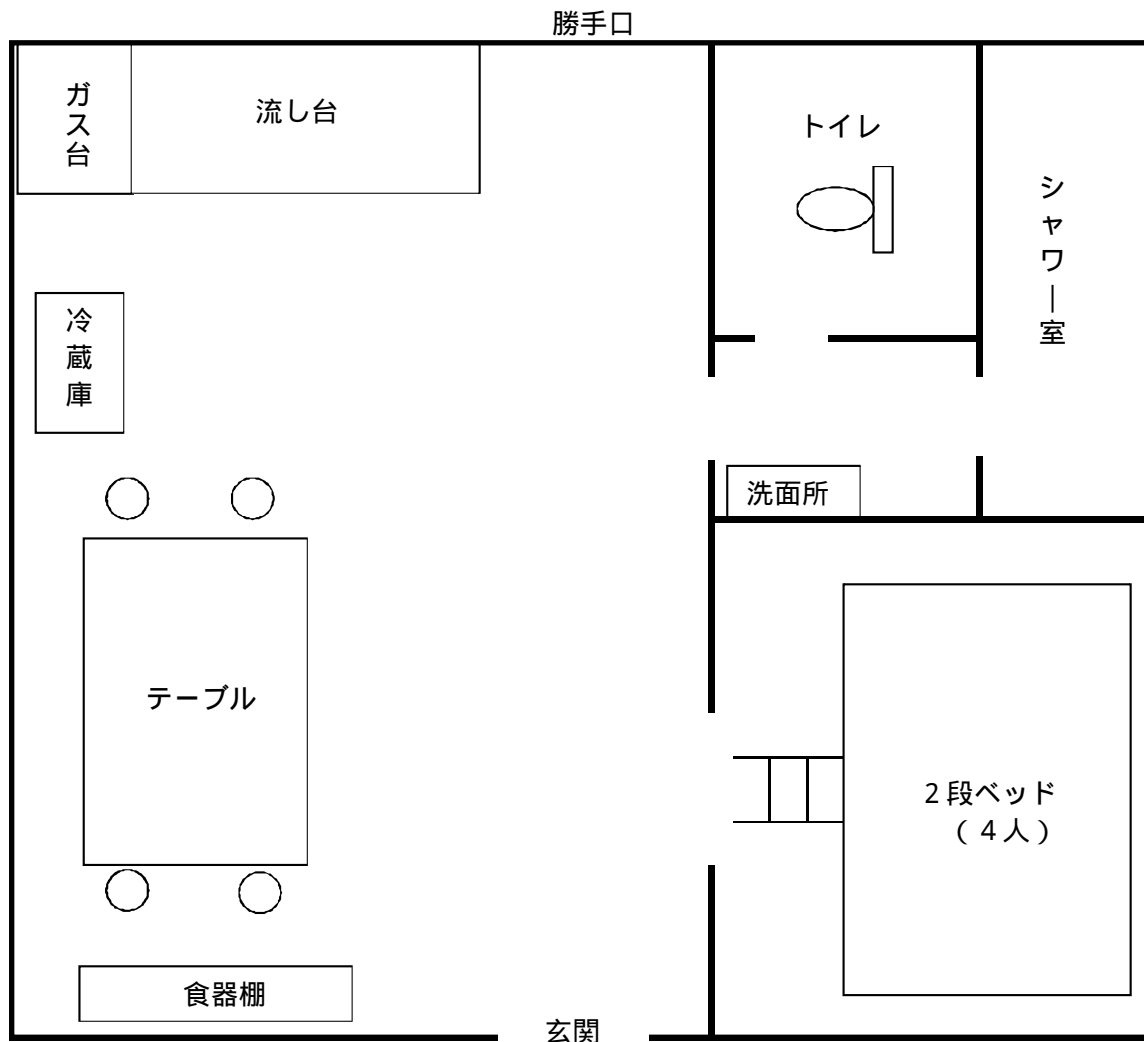 勝手口
ガス台
流し台
トイレ
シャワー室
冷蔵庫
洗面所
テーブル
２段ベッド
（４人）
食器棚
玄関